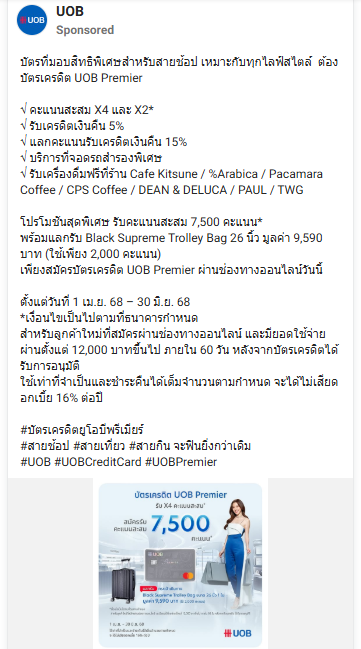 UOB
Sponsored
บัตรที่มอบสิทธิพิเศษสำหรับสายช้อป เหมาะกับทุกไลฟ์สไตล์ ต้อง
บัตรเครดิต UOB Premier
√ คะแนนสะสม X4 และ X2*
√ รับเครดิตเงินคืน 5%
√ แลกคะแนนรับเครดิตเงินคืน 15%
√ บริการที่จอดรถสำรองพิเศษ
√ รับเครื่องดื่มฟรีที่ร้าน Cafe Kitsune / %Arabica / Pacamara
Coffee / CPS Coffee / DEAN & DELUCA / PAUL / TWG
โปรโมชันสุดพิเศษ รับคะแนนสะสม 7,500 คะแนน*
พร้อมแลกรับ Black Supreme Trolley Bag 26 นิ้ว มูลค่า 9,590
บาท (ใช้เพียง 2,000 คะแนน)
เพียงสมัครบัตรเครดิต UOB Premier ผ่านช่องทางออนไลน์วันนี้
ตั้งแต่วันที่ 1 เม.ย. 68 – 30 มิ.ย. 68
*เงื่อนไขเป็นไปตามที่ธนาคารกำหนด
สำหรับลูกค้าใหม่ที่สมัครผ่านช่องทางออนไลน์ และมียอดใช้จ่าย
ผ่านตั้งแต่ 12,000 บาทขึ้นไป ภายใน 60 วัน หลังจากบัตรเครดิตได้
รับการอนุมัติ
ใช้เท่าที่จำเป็นและชำระคืนได้เต็มจำนวนตามกำหนด จะได้ไม่เสียด
อกเบี้ย 16% ต่อปี
#บัตรเครดิตยูโอบีพรีเมียร์
#สายช้อป #สายเที่ยว #สายกิน จะฟินยิ่งกว่าเดิม
#UOB #UOBCreditCard #UOBPremier
บัตรเครดิต UOB Premier
รับ X4 คะแนนสะสม*
สมัครรับ
คะแนนสะสม
7,500
คะแนน*
UOB
Black Supreme Trolley Bag
มูลค่า 9,590 บาท
UOB